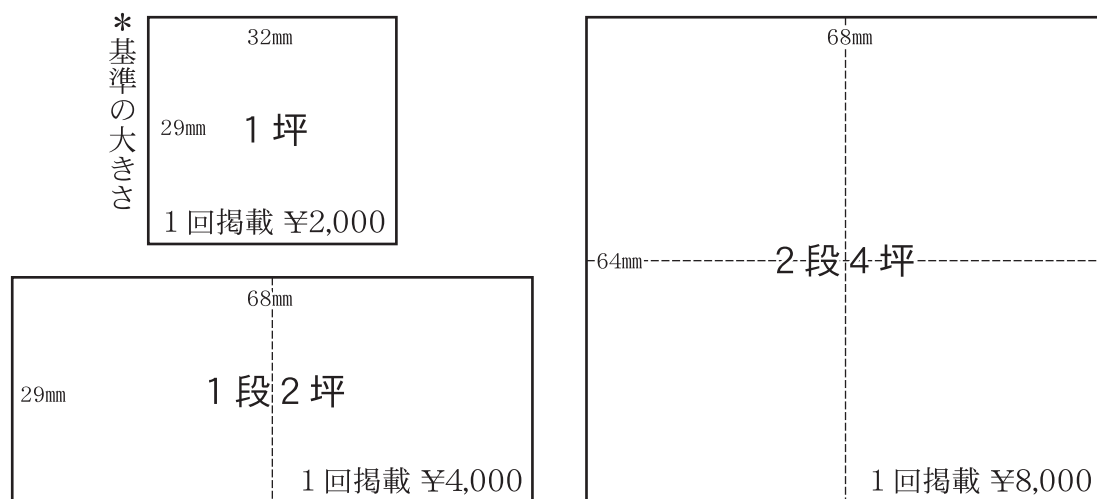 ＊基準の大きさ
32mm
29mm
1坪
1回掲載 ¥2,000
68mm
29mm
1段2坪
1回掲載 ¥4,000
68mm
64mm
2段4坪
1回掲載 ¥8,000